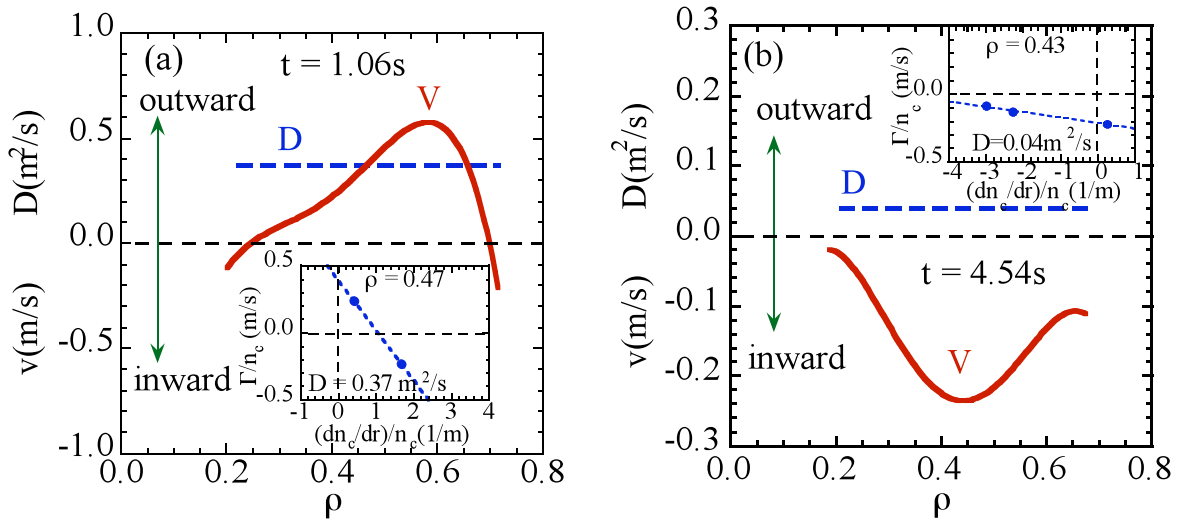 (a)
t = 1.06s
outward
V
D
inward
D(m²/s)
v(m/s)
1.0
0.5
0.0
-0.5
-1.0
0.0
0.2
0.4
0.6
0.8
ρ
ρ = 0.47
D = 0.37 m²/s
Γ/n_c (m/s)
0.5
0.0
-0.5
-1
0
1
2
3
4
(dn_c/dr)/n_c(1/m)
(b)
outward
D
t = 4.54s
inward
V
D(m²/s)
v(m/s)
0.3
0.2
0.1
0.0
-0.1
-0.2
-0.3
0.0
0.2
0.4
0.6
0.8
ρ
ρ = 0.43
D=0.04m²/s
Γ/n_c (m/s)
0.0
-0.5
-4
-3
-2
-1
0
1
(dn_c/dr)/n_c(1/m)